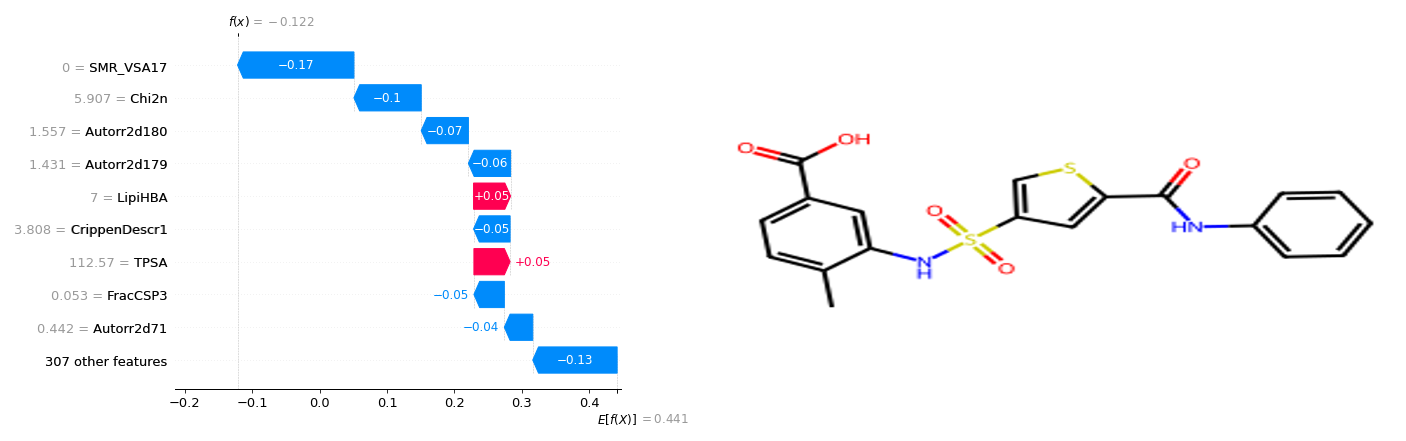 f(x) = −0.122
0 = SMR_VSA17
−0.17
5.907 = Chi2n
−0.1
1.557 = Autorr2d180
−0.07
1.431 = Autorr2d179
−0.06
7 = LipiHBA
+0.05
3.808 = CrippenDescr1
−0.05
112.57 = TPSA
+0.05
0.053 = FracCSP3
−0.05
0.442 = Autorr2d71
−0.04
307 other features
−0.13
−0.2 −0.1 0.0 0.1 0.2 0.3 0.4
E[f(X)] = 0.441
O
OH
S
O
O
HN
S
N
H
O